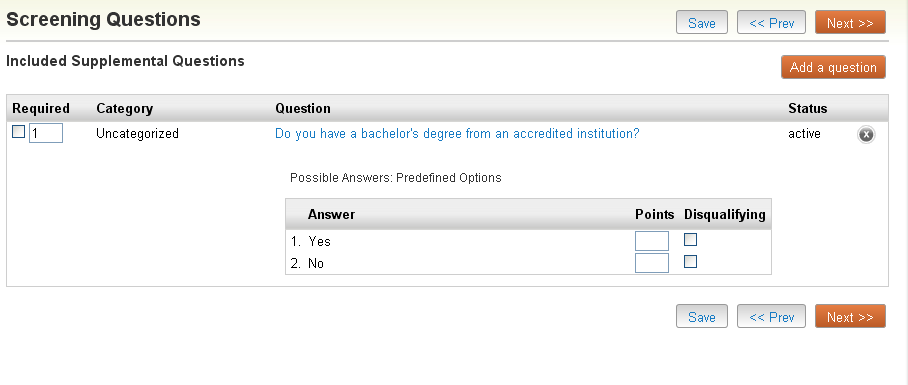 Screening Questions
Save << Prev Next >>
Included Supplemental Questions
Add a question
Required Category Question Status
1 Uncategorized Do you have a bachelor's degree from an accredited institution? active x
Possible Answers: Predefined Options
Answer Points Disqualifying
1. Yes
2. No
Save << Prev Next >>